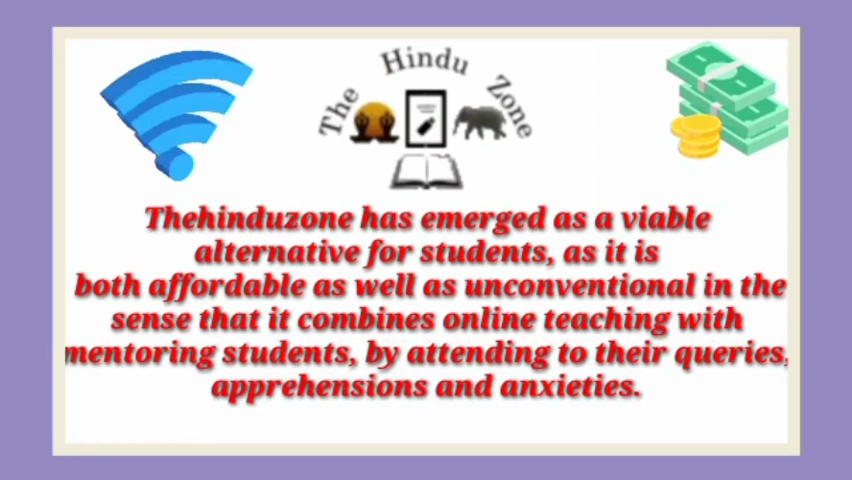 The Hindu Zone
Thehinduzone has emerged as a viable
alternative for students, as it is
both affordable as well as unconventional in the
sense that it combines online teaching with
mentoring students, by attending to their queries,
apprehensions and anxieties.